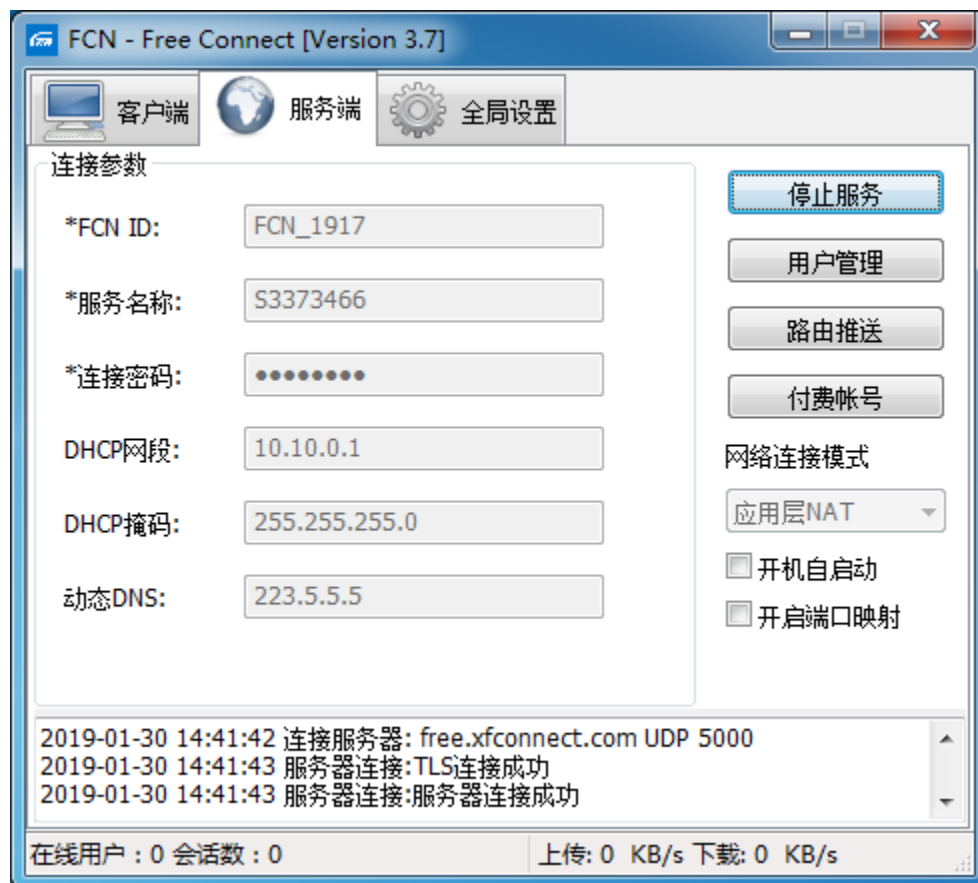 FCN - Free Connect [Version 3.7]
客户端 服务端 全局设置
连接参数
*FCN ID: FCN_1917
*服务名称: S3373466
*连接密码: ●●●●●●●●
DHCP网段: 10.10.0.1
DHCP掩码: 255.255.255.0
动态DNS: 223.5.5.5
停止服务
用户管理
路由推送
付费帐号
网络连接模式
应用层NAT
开机自启动
开启端口映射
2019-01-30 14:41:42 连接服务器: free.xfconnect.com UDP 5000
2019-01-30 14:41:43 服务器连接:TLS连接成功
2019-01-30 14:41:43 服务器连接:服务器连接成功
在线用户：0 会话数：0 上传: 0 KB/s 下载: 0 KB/s